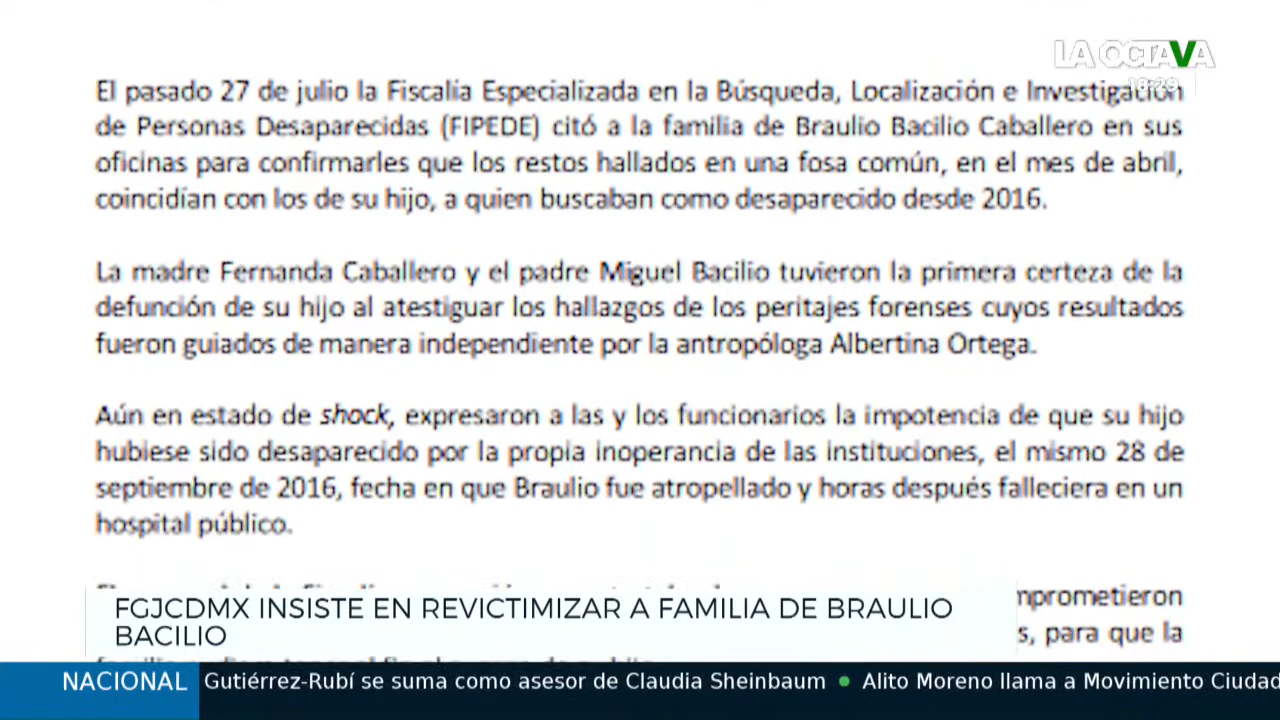 LA OCTAVA
18:29
El pasado 27 de julio la Fiscalía Especializada en la Búsqueda, Localización e Investigación
de Personas Desaparecidas (FIPEDE) citó a la familia de Braulio Bacilio Caballero en sus
oficinas para confirmarles que los restos hallados en una fosa común, en el mes de abril,
coincidían con los de su hijo, a quien buscaban como desaparecido desde 2016.
La madre Fernanda Caballero y el padre Miguel Bacilio tuvieron la primera certeza de la
defunción de su hijo al atestiguar los hallazgos de los peritajes forenses cuyos resultados
fueron guiados de manera independiente por la antropóloga Albertina Ortega.
Aún en estado de shock, expresaron a las y los funcionarios la impotencia de que su hijo
hubiese sido desaparecido por la propia inoperancia de las instituciones, el mismo 28 de
septiembre de 2016, fecha en que Braulio fue atropellado y horas después falleciera en un
hospital público.
mprometieron
s, para que la
FGJCDMX INSISTE EN REVICTIMIZAR A FAMILIA DE BRAULIO
BACILIO
NACIONAL Gutiérrez-Rubí se suma como asesor de Claudia Sheinbaum • Alito Moreno llama a Movimiento Ciudad